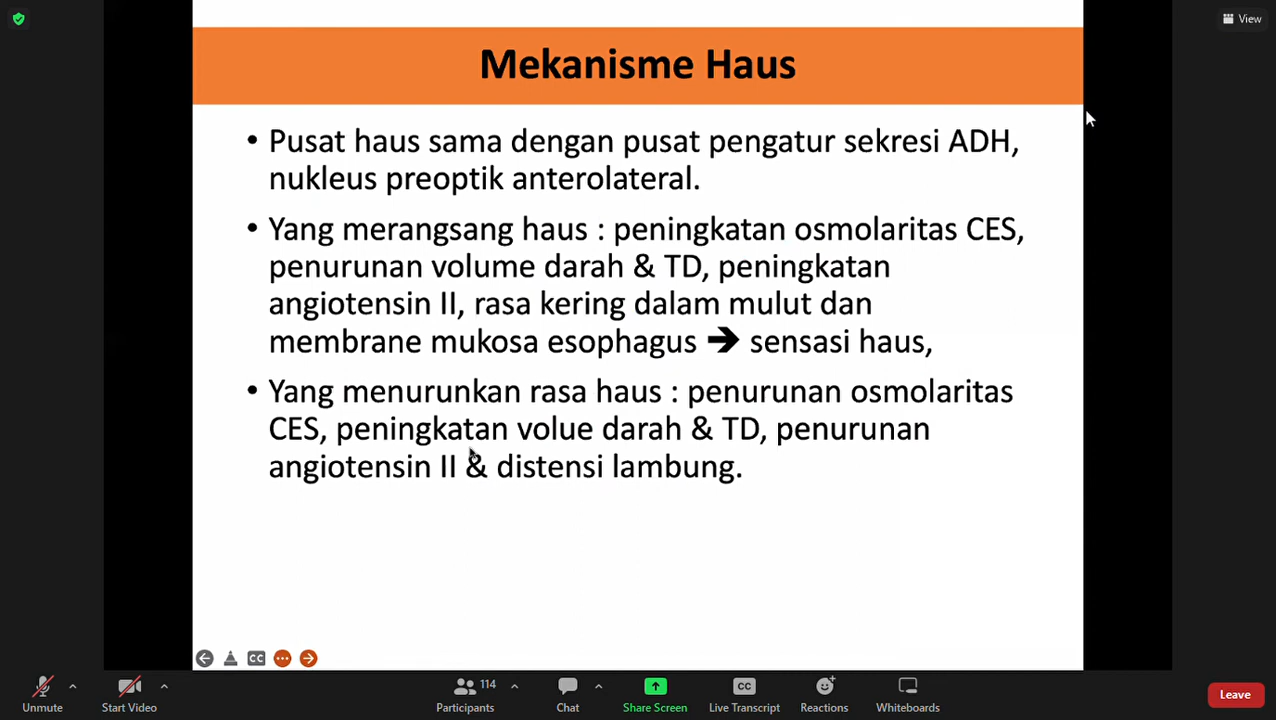 View
Mekanisme Haus
• Pusat haus sama dengan pusat pengatur sekresi ADH,
nukleus preoptik anterolateral.
• Yang merangsang haus : peningkatan osmolaritas CES,
penurunan volume darah & TD, peningkatan
angiotensin II, rasa kering dalam mulut dan
membrane mukosa esophagus ➔ sensasi haus,
• Yang menurunkan rasa haus : penurunan osmolaritas
CES, peningkatan volue darah & TD, penurunan
angiotensin II & distensi lambung.
CC
Unmute
Start Video
114
Participants
Chat
Share Screen
CC
Live Transcript
Reactions
Whiteboards
Leave